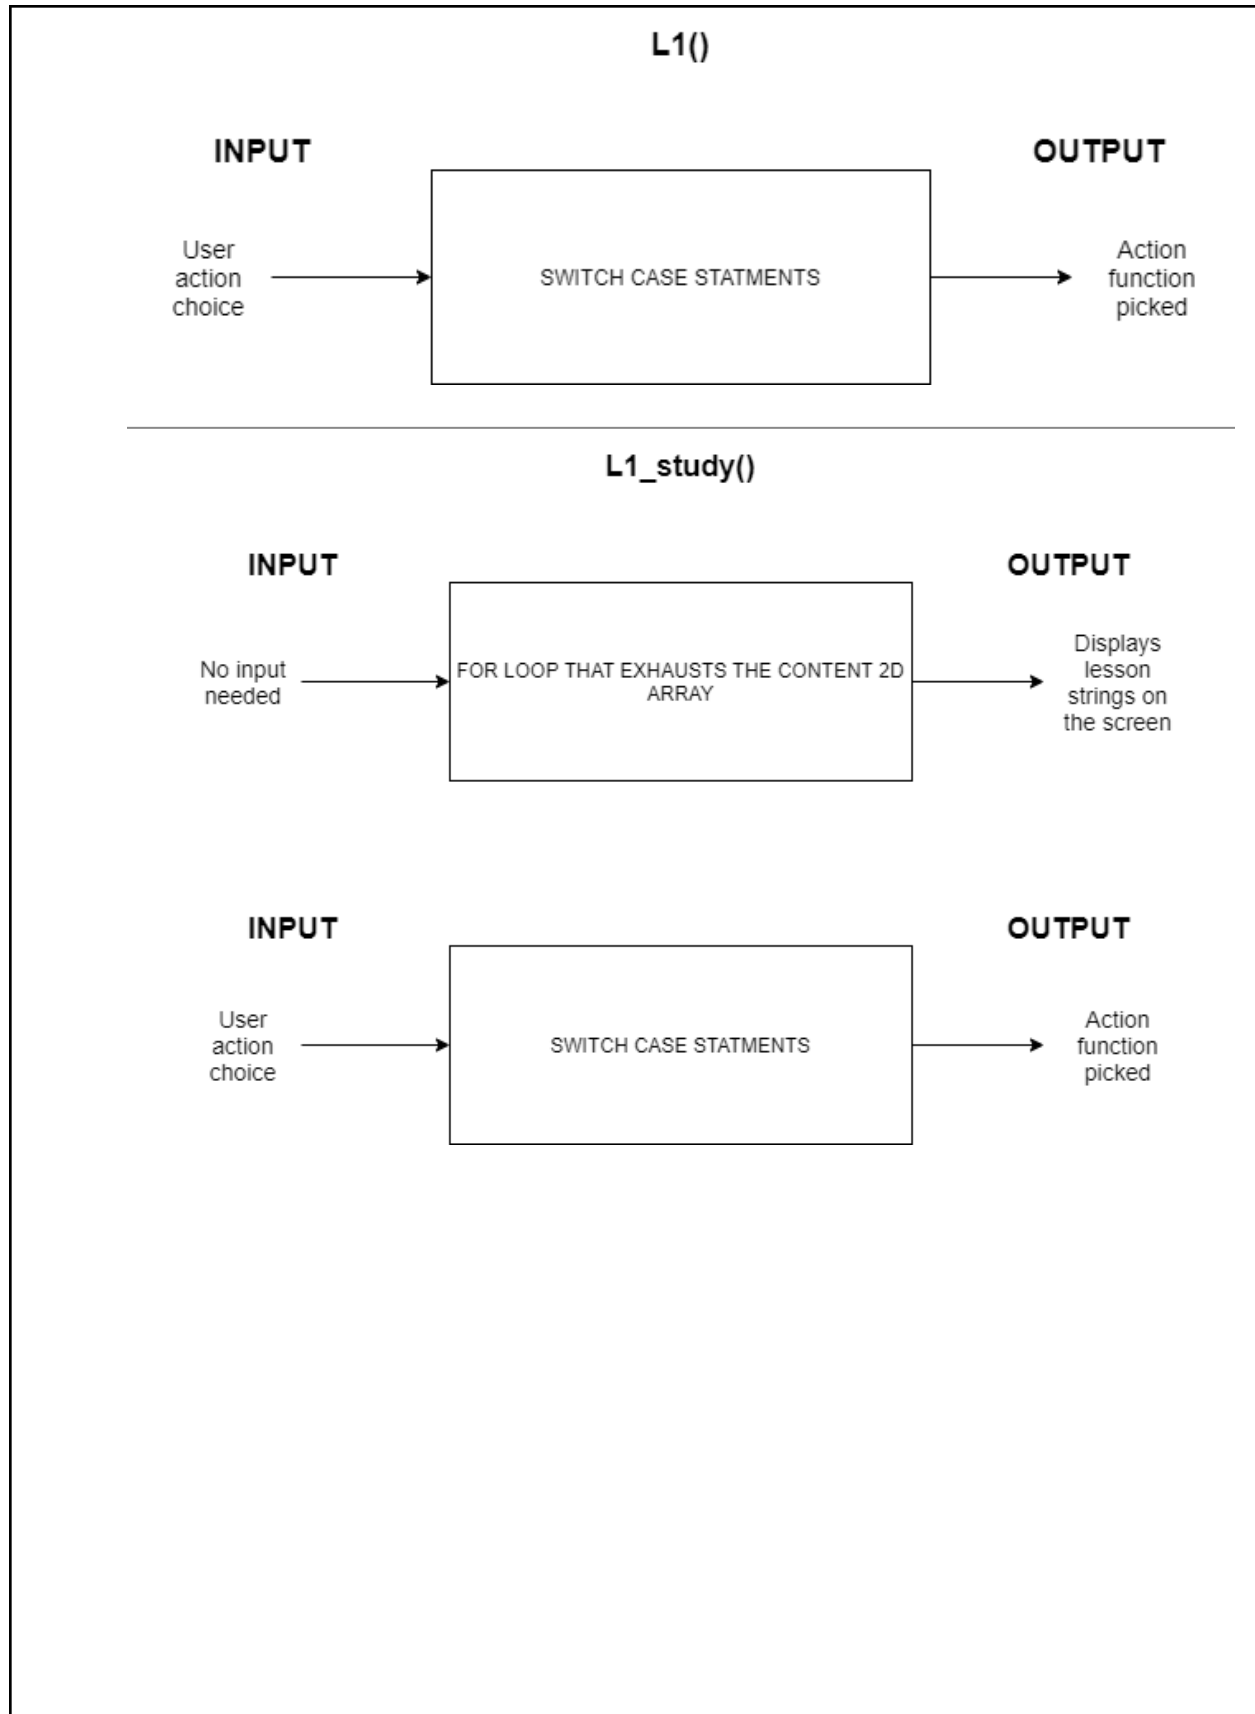 L1()
INPUT
OUTPUT
User
action
choice
SWITCH CASE STATMENTS
Action
function
picked
L1_study()
INPUT
OUTPUT
No input
needed
FOR LOOP THAT EXHAUSTS THE CONTENT 2D
ARRAY
Displays
lesson
strings on
the screen
INPUT
OUTPUT
User
action
choice
SWITCH CASE STATMENTS
Action
function
picked